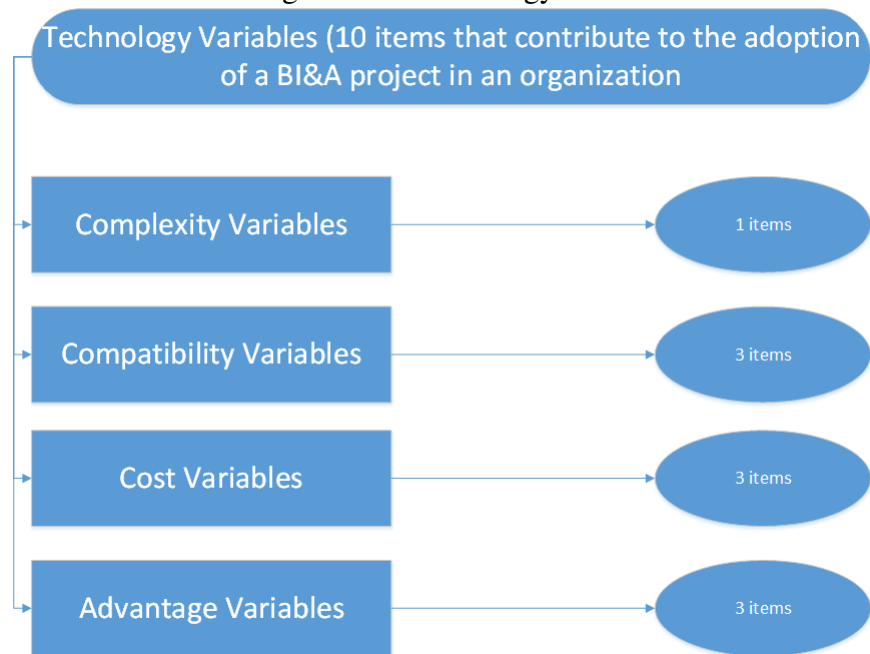 Technology Variables (10 items that contribute to the adoption
of a BI&A project in an organization
Complexity Variables
1 items
Compatibility Variables
3 items
Cost Variables
3 items
Advantage Variables
3 items